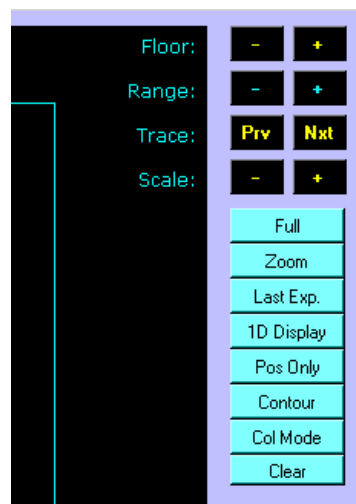 Floor: - +
Range: - +
Trace: Prv Nxt
Scale: - +
Full
Zoom
Last Exp.
1D Display
Pos Only
Contour
Col Mode
Clear